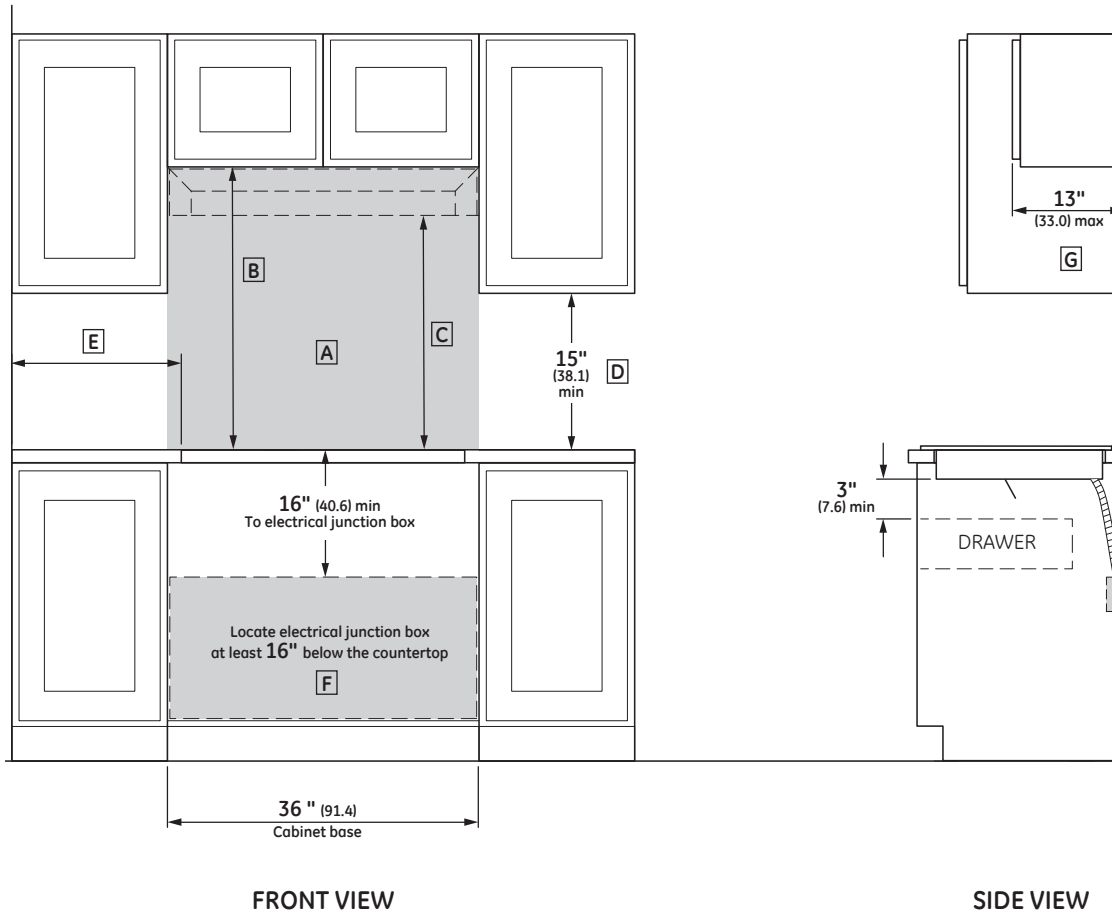 13"
(33.0) max
G
B
C
E
A
15"
(38.1)
min
D
16" (40.6) min
To electrical junction box
3"
(7.6) min
DRAWER
Locate electrical junction box
at least 16" below the countertop
F
36 " (91.4)
Cabinet base
FRONT VIEW
SIDE VIEW